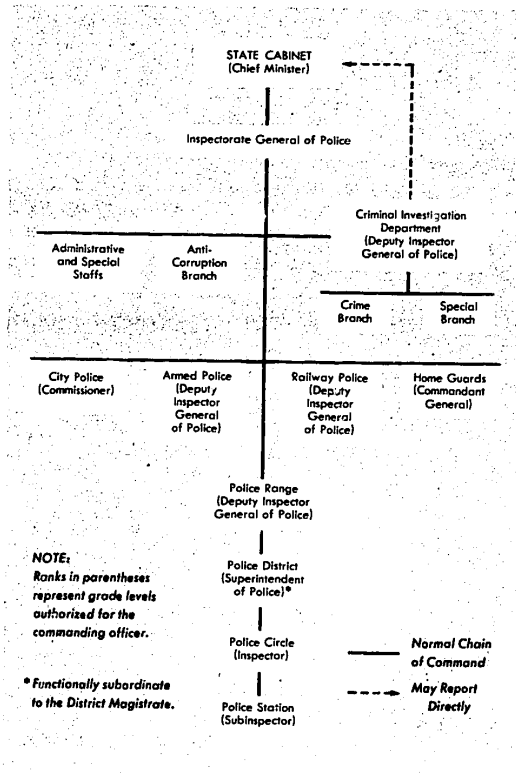 STATE CABINET
(Chief Minister)
Inspectorate General of Police
Criminal Investigation
Department
(Deputy Inspector
General of Police)
Administrative
and Special
Staffs
Anti-
Corruption
Branch
Crime
Branch
Special
Branch
City Police
(Commissioner)
Armed Police
(Deputy
Inspector
General
of Police)
Railway Police
(Deputy
Inspector
General
of Police)
Home Guards
(Commandant
General)
Police Range
(Deputy Inspector
General of Police)
Police District
(Superintendent
of Police)*
Police Circle
(Inspector)
Police Station
(Subinspector)
NOTE:
Ranks in parentheses
represent grade levels
authorized for the
commanding officer.
* Functionally subordinate
to the District Magistrate.
Normal Chain
of Command
May Report
Directly